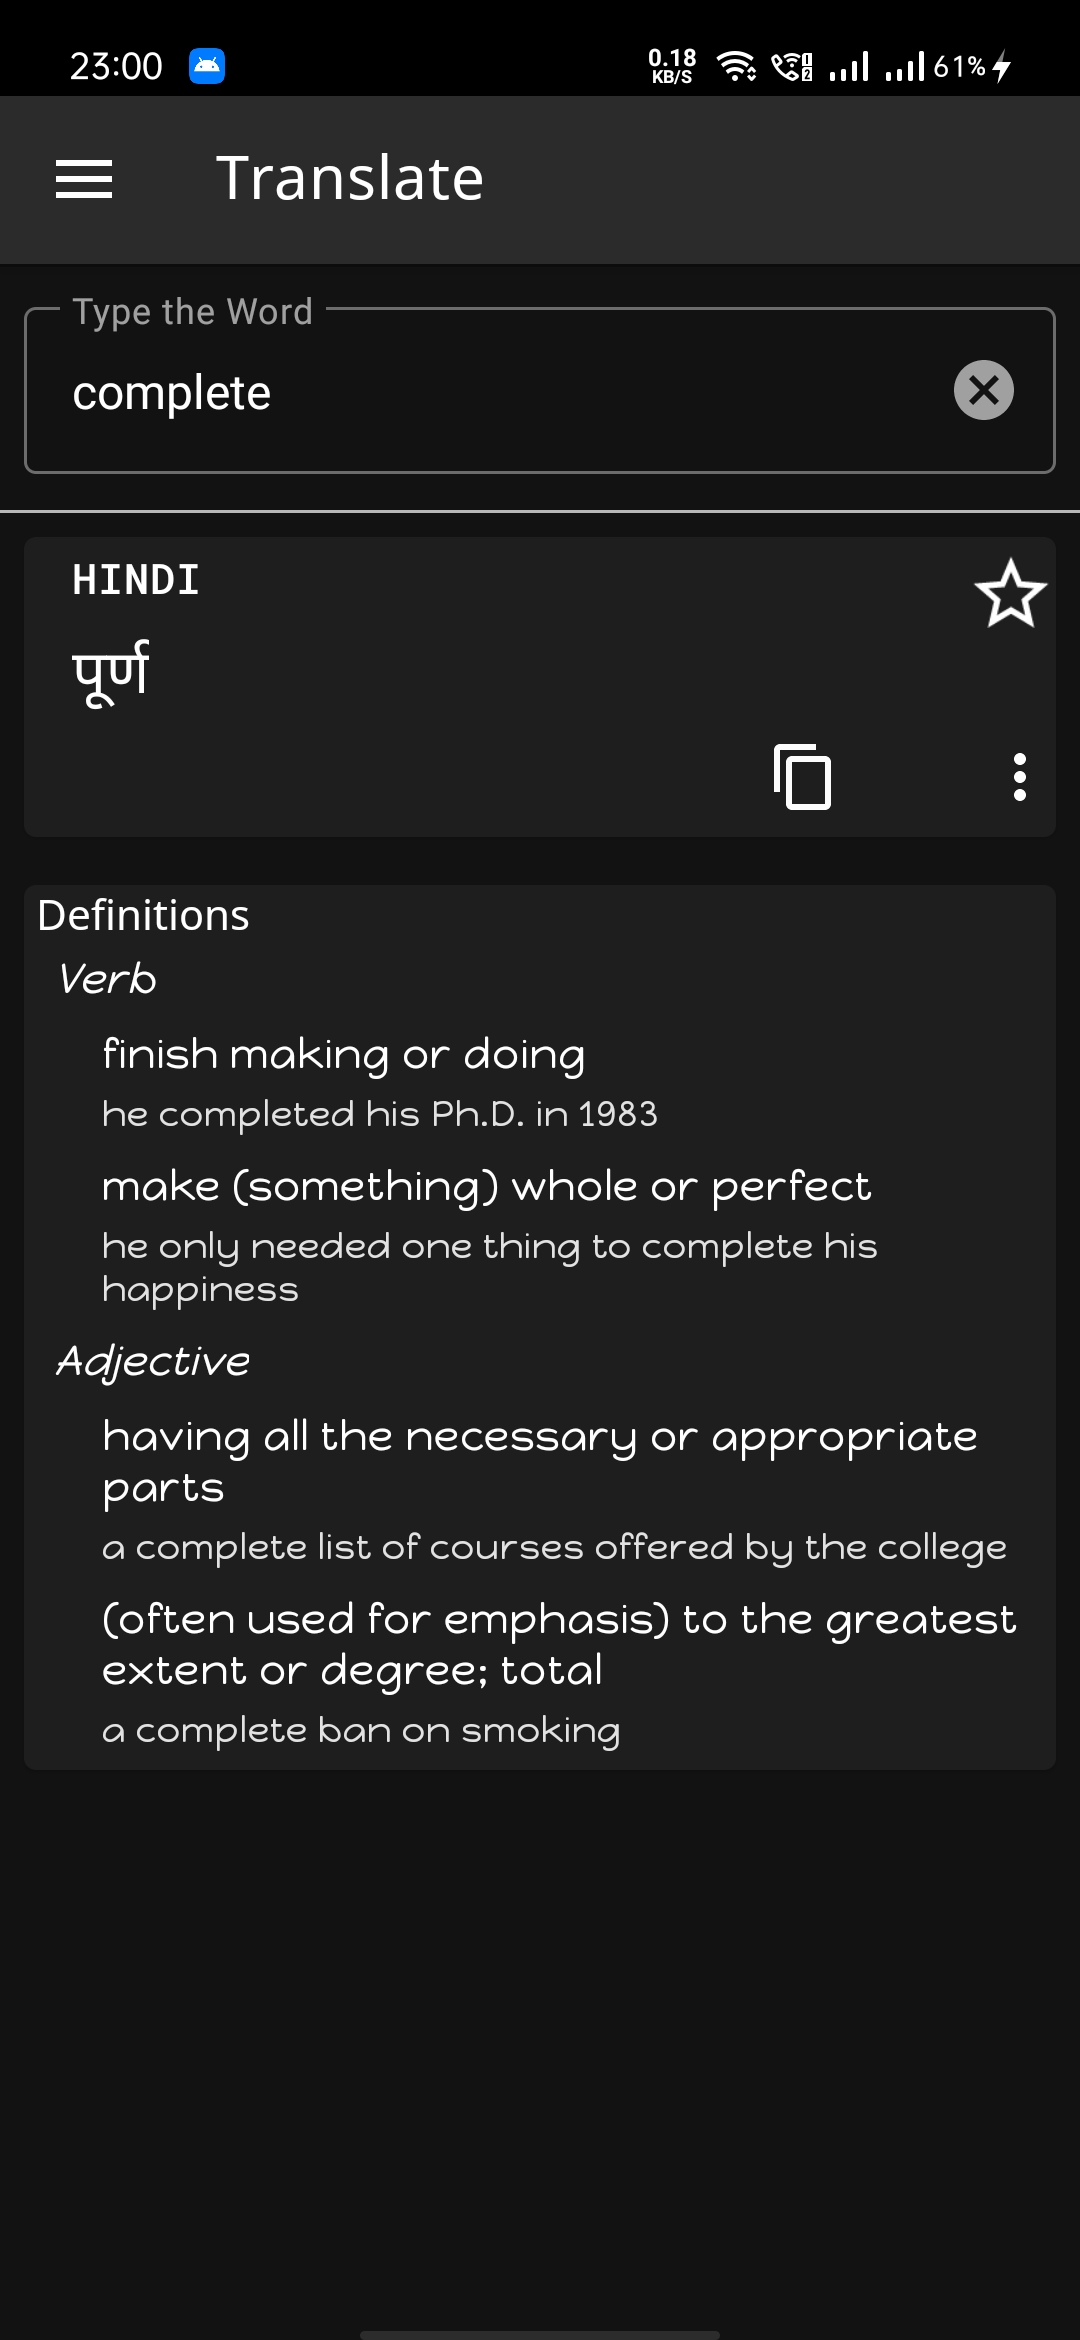 23:00
0.18
KB/S
1
2
61%
Translate
Type the Word
complete
HINDI
पूर्ण
Definitions
Verb
finish making or doing
he completed his Ph.D. in 1983
make (something) whole or perfect
he only needed one thing to complete his
happiness
Adjective
having all the necessary or appropriate
parts
a complete list of courses offered by the college
(often used for emphasis) to the greatest
extent or degree; total
a complete ban on smoking